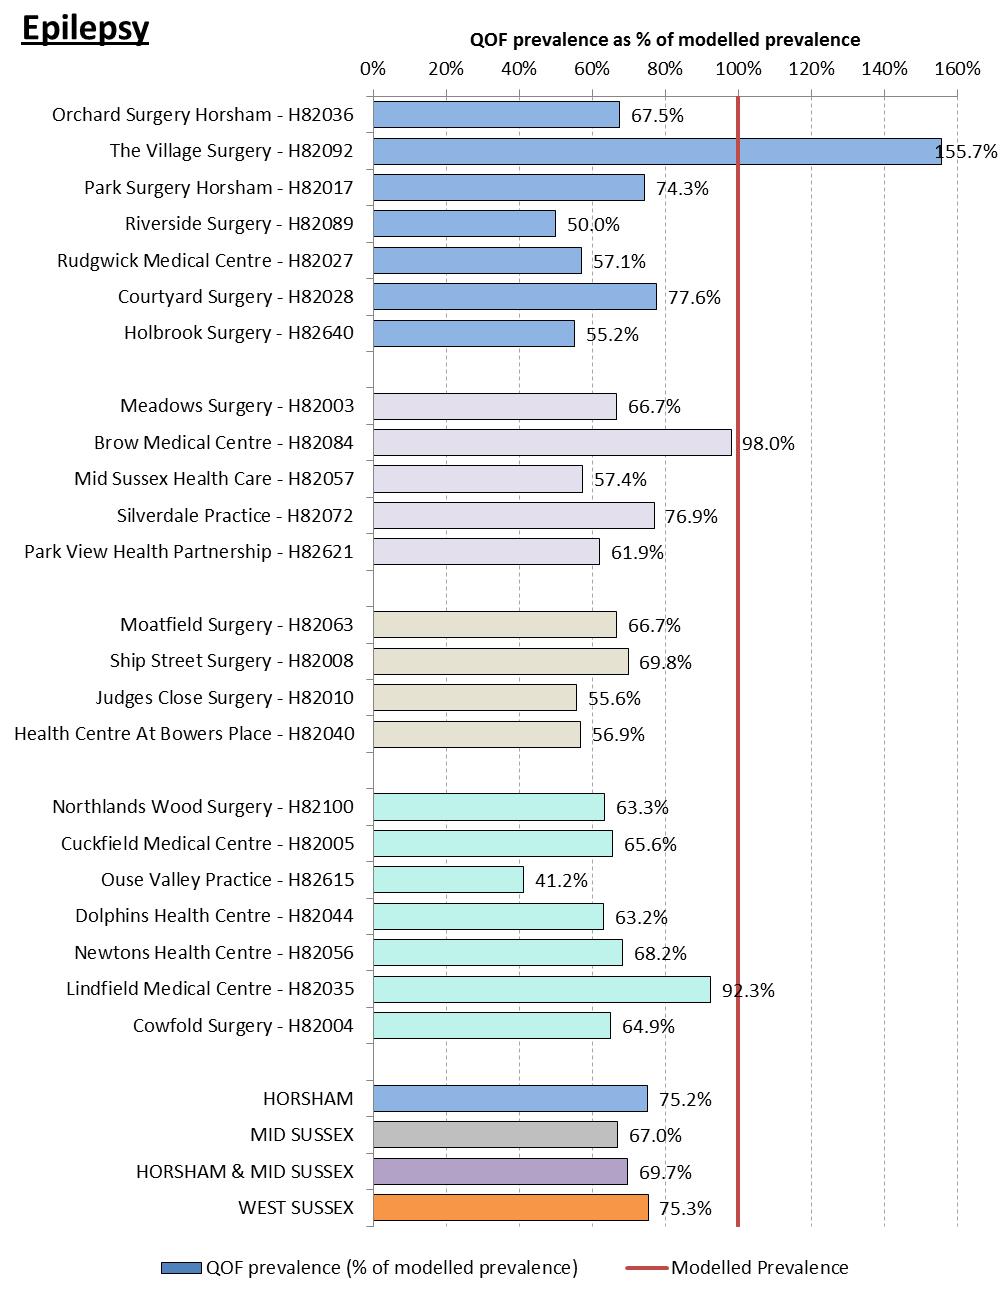 Epilepsy
QOF prevalence as % of modelled prevalence
0% 20% 40% 60% 80% 100% 120% 140% 160%
Orchard Surgery Horsham - H82036 67.5%
The Village Surgery - H82092 155.7%
Park Surgery Horsham - H82017 74.3%
Riverside Surgery - H82089 50.0%
Rudgwick Medical Centre - H82027 57.1%
Courtyard Surgery - H82028 77.6%
Holbrook Surgery - H82640 55.2%
Meadows Surgery - H82003 66.7%
Brow Medical Centre - H82084 98.0%
Mid Sussex Health Care - H82057 57.4%
Silverdale Practice - H82072 76.9%
Park View Health Partnership - H82621 61.9%
Moatfield Surgery - H82063 66.7%
Ship Street Surgery - H82008 69.8%
Judges Close Surgery - H82010 55.6%
Health Centre At Bowers Place - H82040 56.9%
Northlands Wood Surgery - H82100 63.3%
Cuckfield Medical Centre - H82005 65.6%
Ouse Valley Practice - H82615 41.2%
Dolphins Health Centre - H82044 63.2%
Newtons Health Centre - H82056 68.2%
Lindfield Medical Centre - H82035 92.3%
Cowfold Surgery - H82004 64.9%
HORSHAM 75.2%
MID SUSSEX 67.0%
HORSHAM & MID SUSSEX 69.7%
WEST SUSSEX 75.3%
QOF prevalence (% of modelled prevalence) Modelled Prevalence